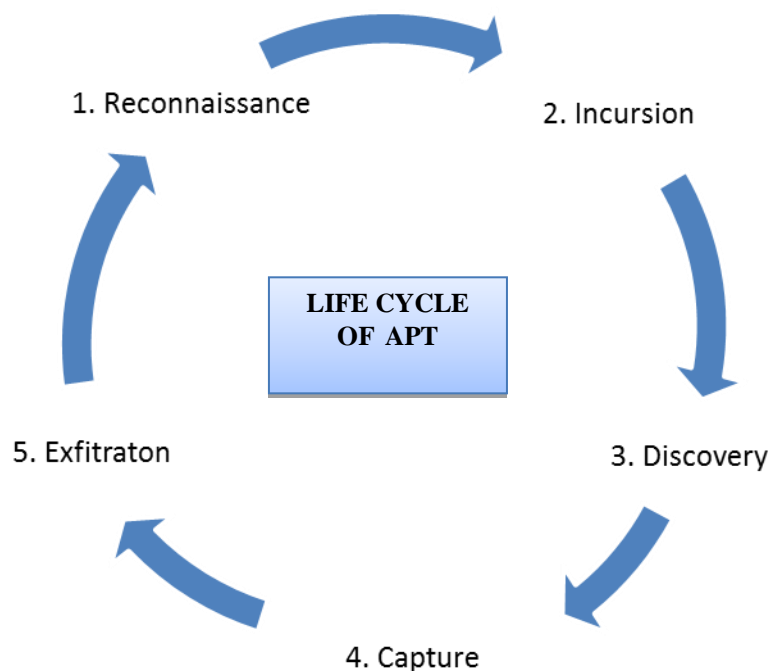 1. Reconnaissance
2. Incursion
LIFE CYCLE
OF APT
3. Discovery
4. Capture
5. Exfitraton